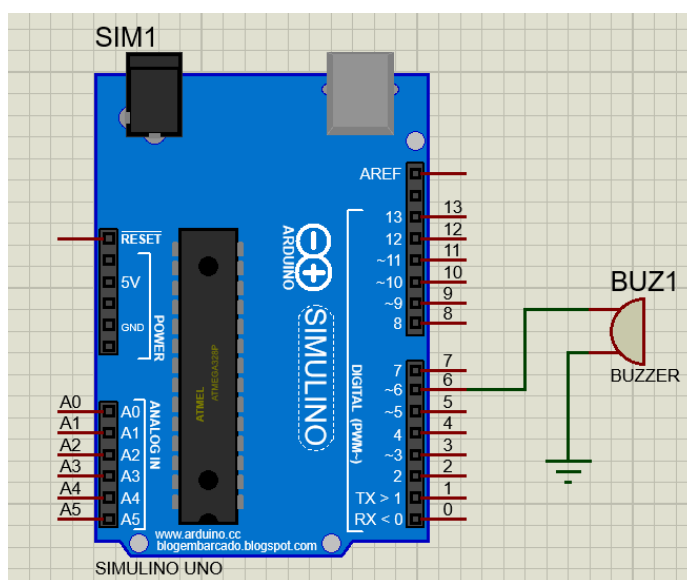 SIM1
AREF
13 13
12 12
~11 11
~10 10
~9 9
8 8
RESET
5V
GND
POWER
ARDUINO
SIMULINO
ATMEL
ATMEGA328P
DIGITAL (PWM~)
7 7
~6 6
~5 5
4 4
~3 3
2 2
TX > 1 1
RX < 0 0
A0 A0
A1 A1
A2 A2
A3 A3
A4 A4
A5 A5
ANALOG IN
www.arduino.cc
blogembarcado.blogspot.com
SIMULINO UNO
BUZ1
BUZZER